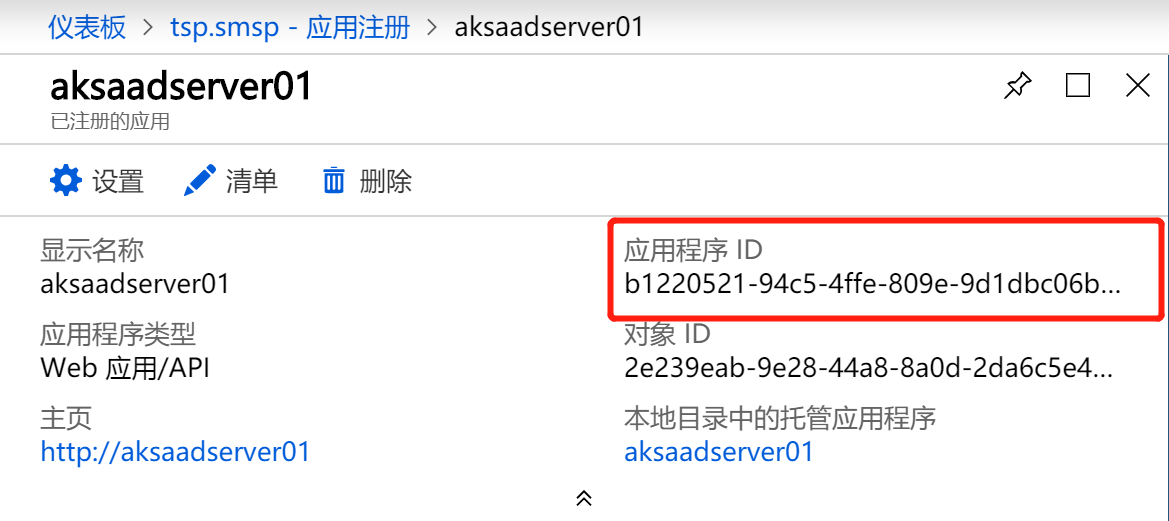 仪表板 > tsp.smsp - 应用注册 > aksaadserver01
aksaadserver01
已注册的应用
设置 清单 删除
显示名称
aksaadserver01
应用程序 ID
b1220521-94c5-4ffe-809e-9d1dbc06b...
应用程序类型
Web 应用/API
对象 ID
2e239eab-9e28-44a8-8a0d-2da6c5e4...
主页
http://aksaadserver01
本地目录中的托管应用程序
aksaadserver01